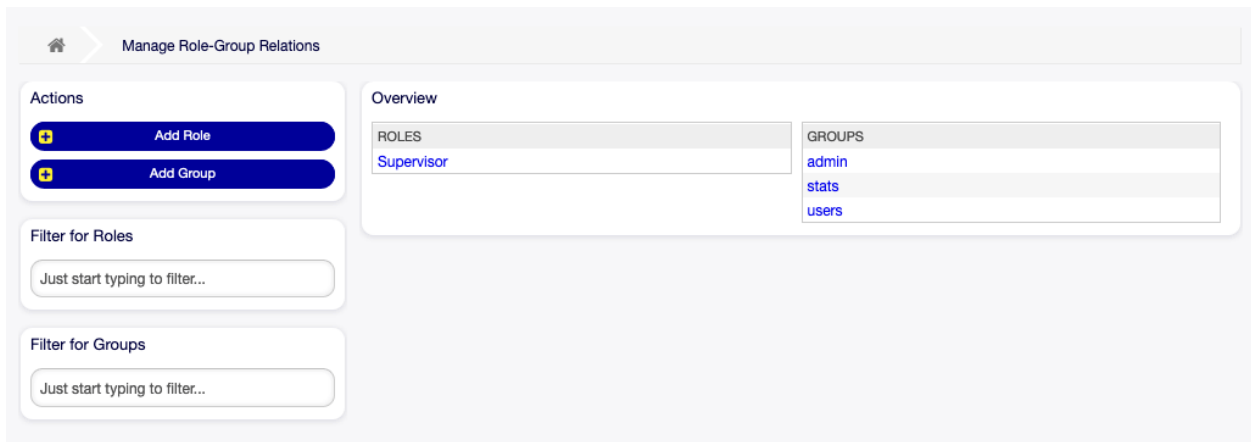 Manage Role-Group Relations
Actions
Add Role
Add Group
Filter for Roles
Just start typing to filter...
Filter for Groups
Just start typing to filter...
Overview
ROLES
Supervisor
GROUPS
admin
stats
users